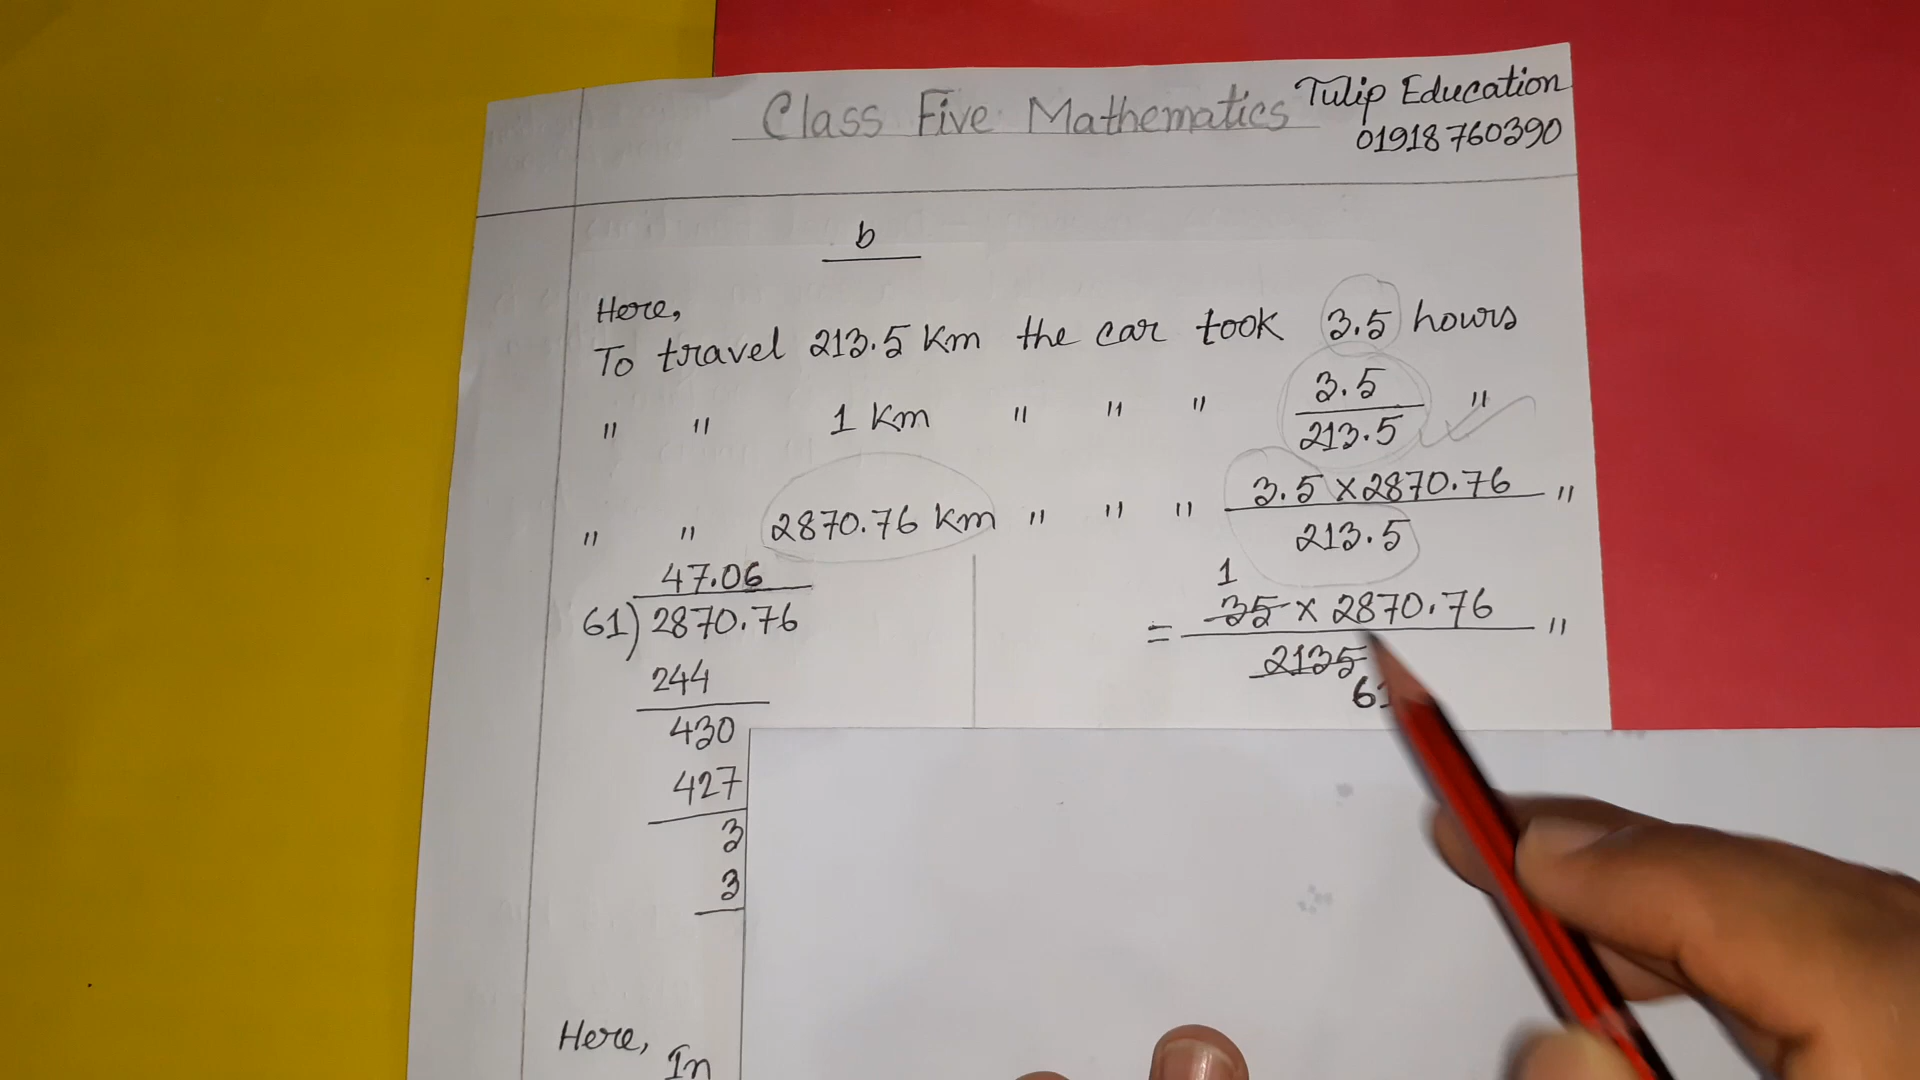 Class Five Mathematics
Tulip Education
01918760390
b
Here,
To travel 213.5 Km the car took 3.5 hours
" " 1 Km " " " 3.5/213.5 "
" " 2870.76 Km " " " 3.5 x 2870.76/213.5 "
47.06
61) 2870.76
244
430
427
3
3
1
= 35 x 2870.76/2135 "
61
Here,
In